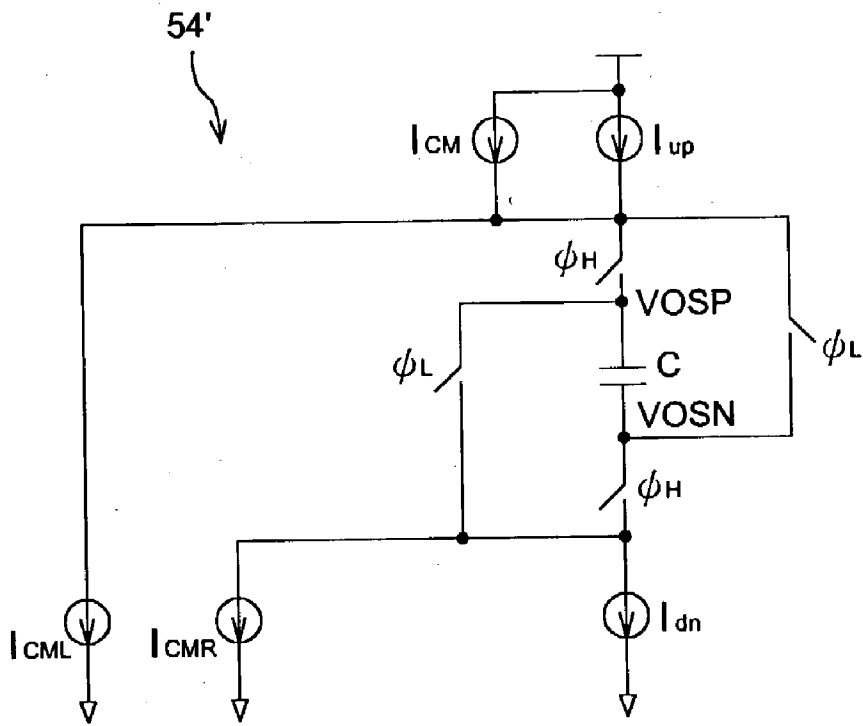 54'
ICM
Iup
ϕH
VOSP
ϕL
C
ϕL
VOSN
ϕH
ICML
ICMR
Idn